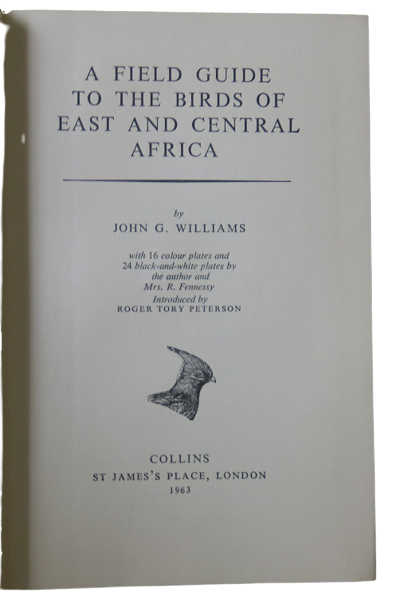 A FIELD GUIDE
TO THE BIRDS OF
EAST AND CENTRAL
AFRICA
by
JOHN G. WILLIAMS
with 16 colour plates and
24 black-and-white plates by
the author and
Mrs. R. Fennessy
Introduced by
ROGER TORY PETERSON
COLLINS
ST JAMES'S PLACE, LONDON
1963